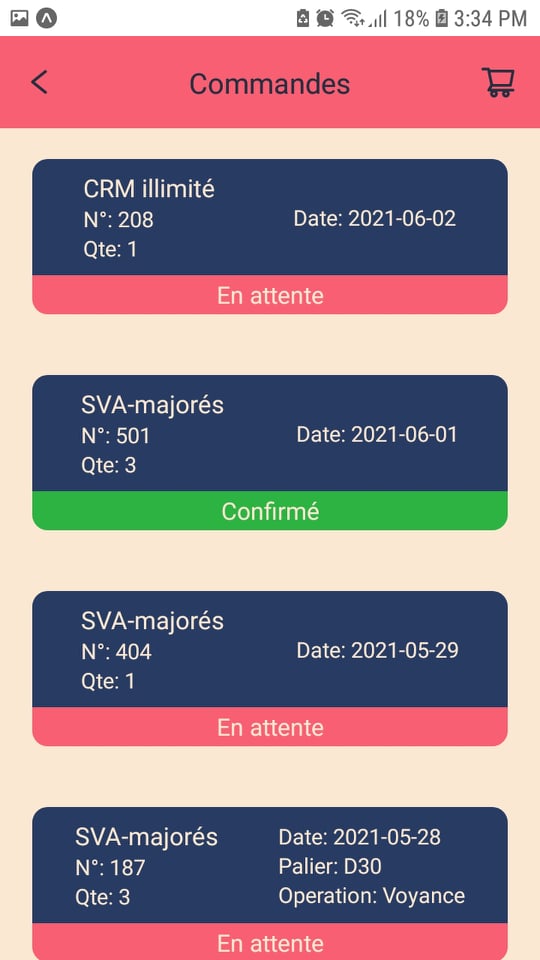 18% 3:34 PM
Commandes
CRM illimité
N°: 208
Date: 2021-06-02
Qte: 1
En attente
SVA-majorés
N°: 501
Date: 2021-06-01
Qte: 3
Confirmé
SVA-majorés
N°: 404
Date: 2021-05-29
Qte: 1
En attente
SVA-majorés
N°: 187
Qte: 3
Date: 2021-05-28
Palier: D30
Operation: Voyance
En attente